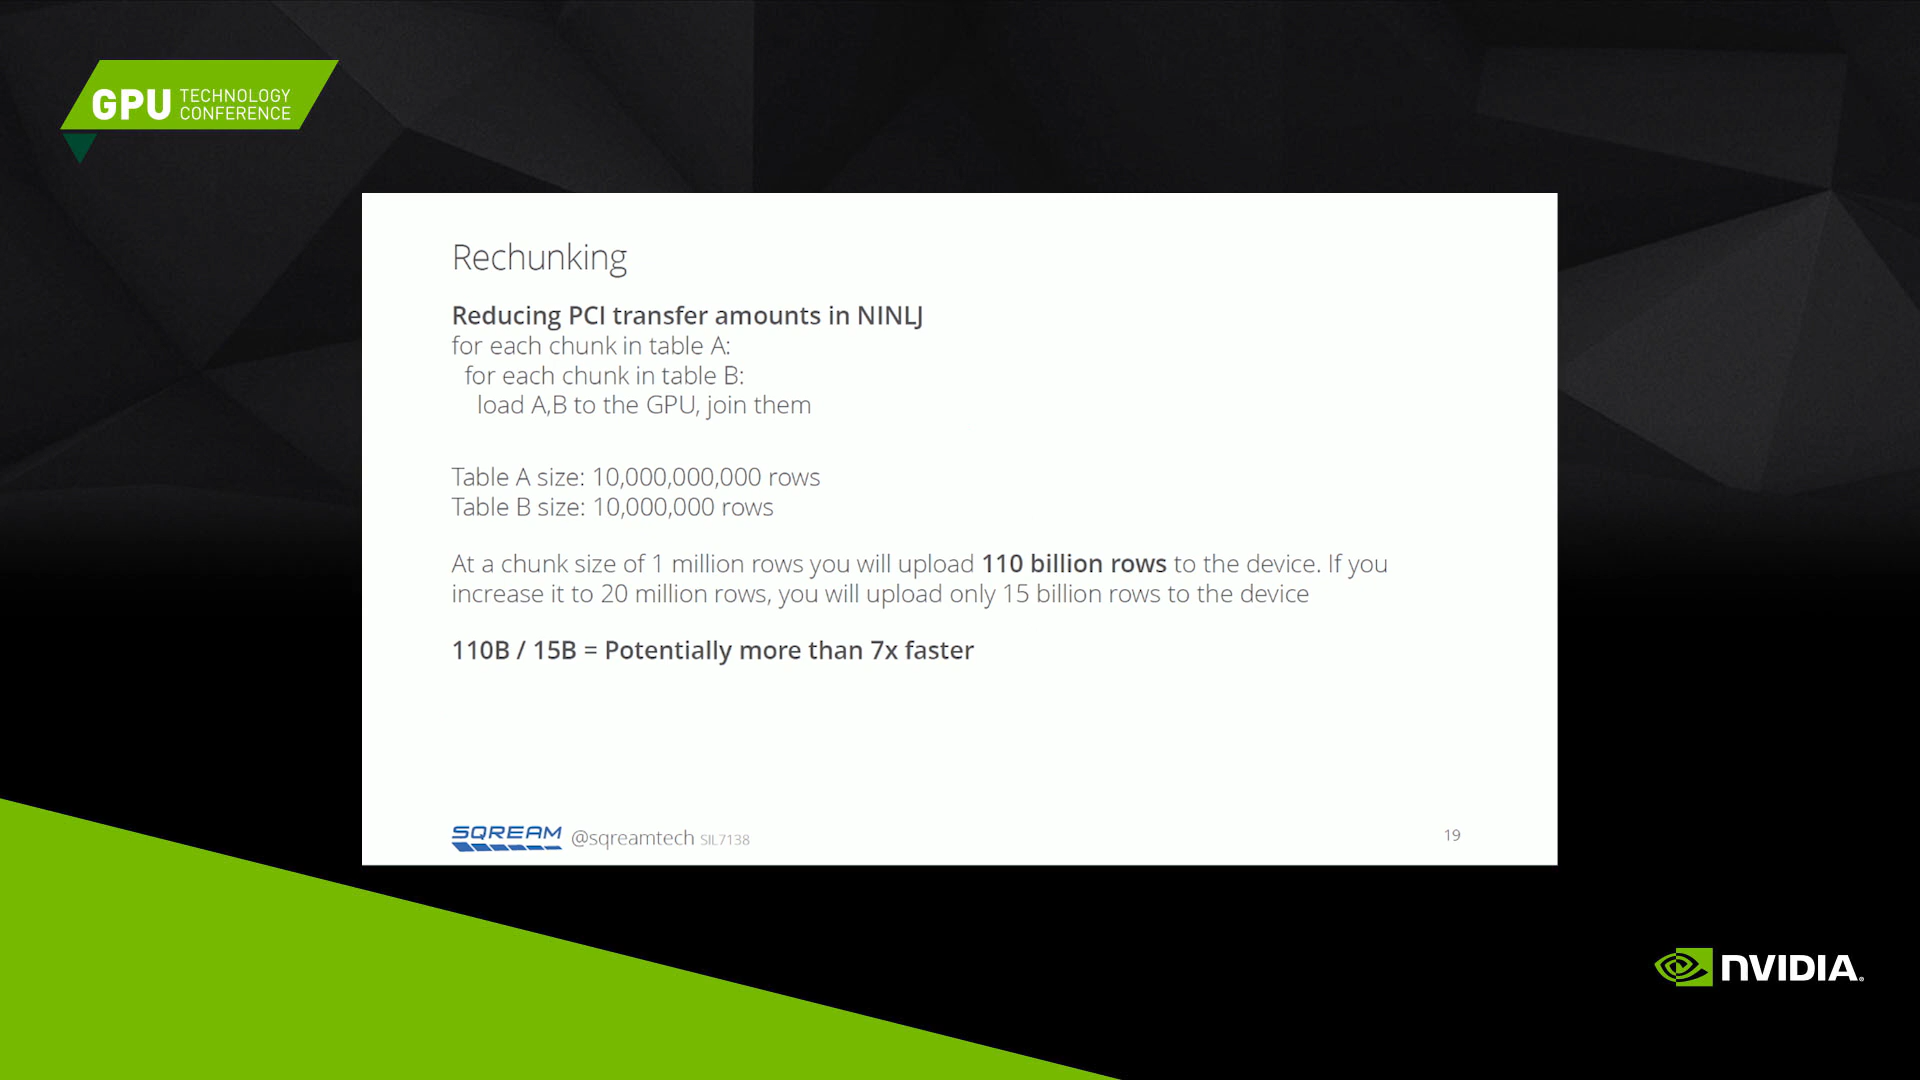 GPU TECHNOLOGY
CONFERENCE
Rechunking
Reducing PCI transfer amounts in NINLJ
for each chunk in table A:
for each chunk in table B:
load A,B to the GPU, join them
Table A size: 10,000,000,000 rows
Table B size: 10,000,000 rows
At a chunk size of 1 million rows you will upload 110 billion rows to the device. If you
increase it to 20 million rows, you will upload only 15 billion rows to the device
110B / 15B = Potentially more than 7x faster
SQREAM @sqreamtech SIL7138
19
NVIDIA.